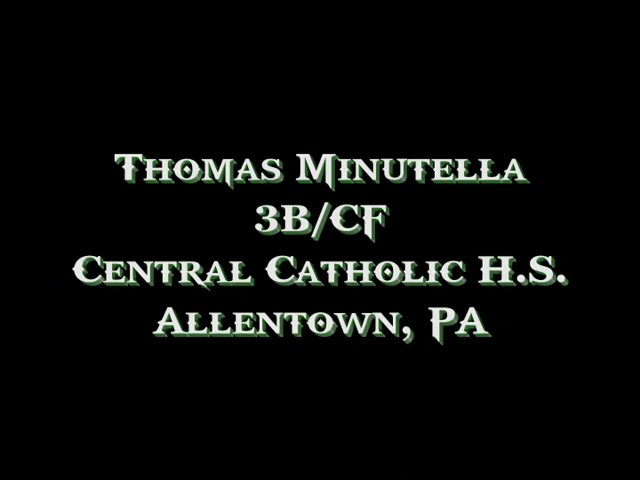 Thomas Minutella
3B/CF
Central Catholic H.S.
Allentown, PA